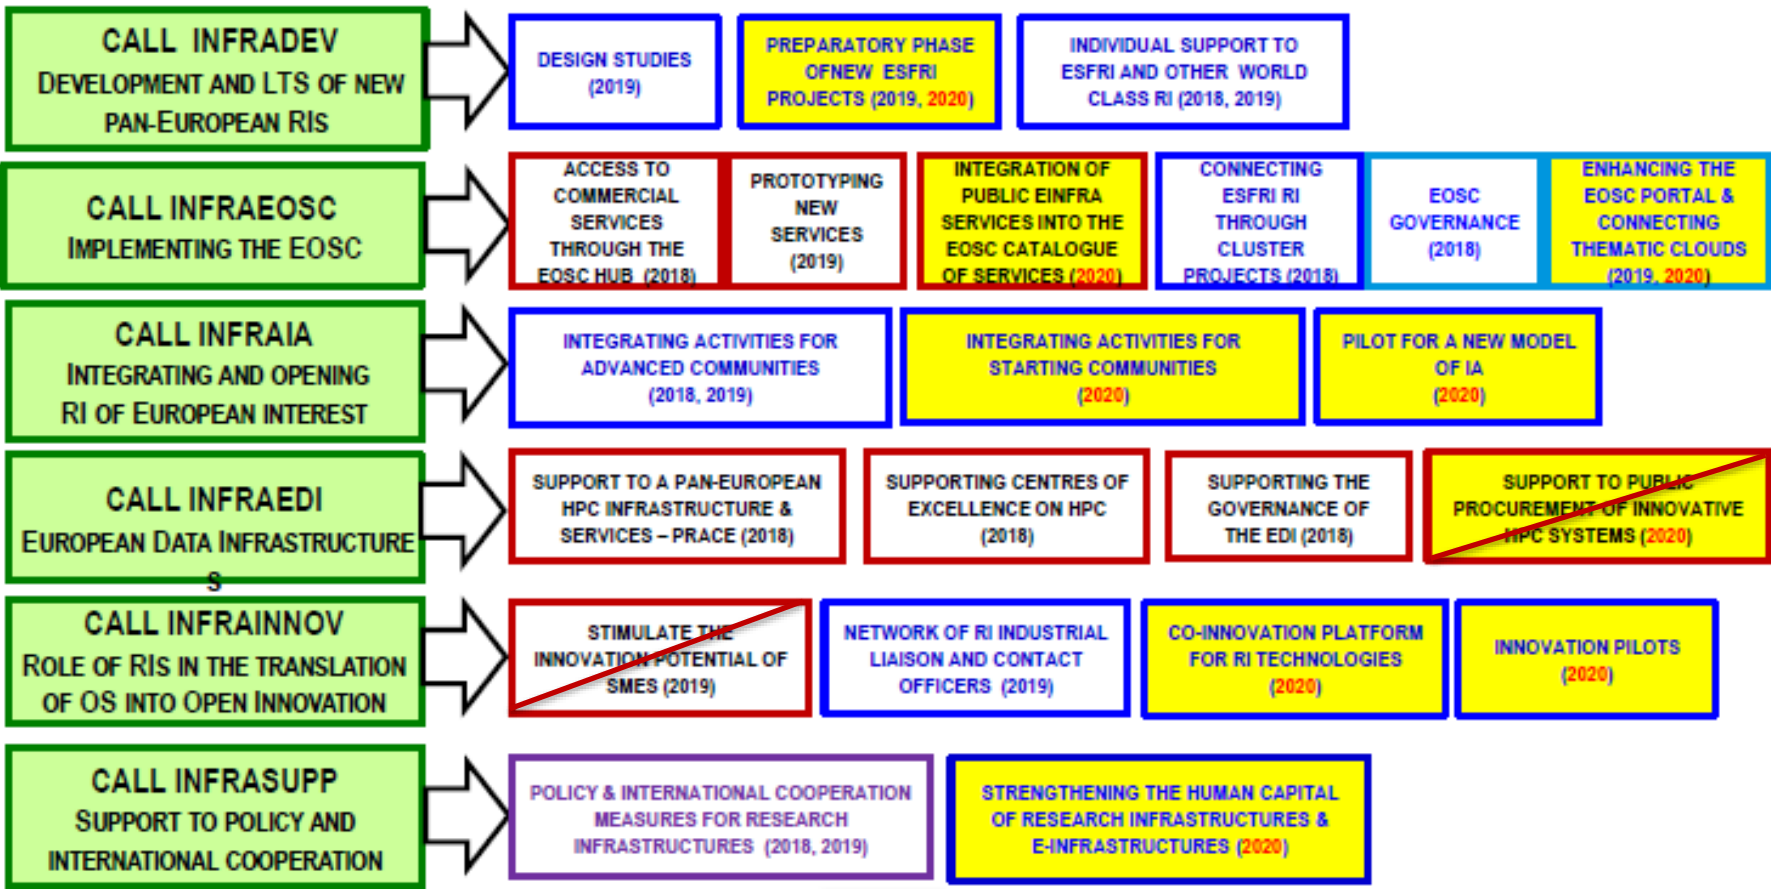 CALL INFRADEV
DEVELOPMENT AND LTS OF NEW
PAN-EUROPEAN RIS
DESIGN STUDIES
(2019)
PREPARATORY PHASE
OFNEW ESFRI
PROJECTS (2019, 2020)
INDIVIDUAL SUPPORT TO
ESFRI AND OTHER WORLD
CLASS RI (2018, 2019)
CALL INFRAEOSC
IMPLEMENTING THE EOSC
ACCESS TO
COMMERCIAL
SERVICES
THROUGH THE
EOSC HUB (2018)
PROTOTYPING
NEW
SERVICES
(2019)
INTEGRATION OF
PUBLIC EINFRA
SERVICES INTO THE
EOSC CATALOGUE
OF SERVICES (2020)
CONNECTING
ESFRI RI
THROUGH
CLUSTER
PROJECTS (2018)
EOSC
GOVERNANCE
(2018)
ENHANCING THE
EOSC PORTAL &
CONNECTING
THEMATIC CLOUDS
(2019, 2020)
CALL INFRAIA
INTEGRATING AND OPENING
RI OF EUROPEAN INTEREST
INTEGRATING ACTIVITIES FOR
ADVANCED COMMUNITIES
(2018, 2019)
INTEGRATING ACTIVITIES FOR
STARTING COMMUNITIES
(2020)
PILOT FOR A NEW MODEL
OF IA
(2020)
CALL INFRAEDI
EUROPEAN DATA INFRASTRUCTURE
S
SUPPORT TO A PAN-EUROPEAN
HPC INFRASTRUCTURE &
SERVICES – PRACE (2018)
SUPPORTING CENTRES OF
EXCELLENCE ON HPC
(2018)
SUPPORTING THE
GOVERNANCE OF
THE EDI (2018)
SUPPORT TO PUBLIC
PROCUREMENT OF INNOVATIVE
HPC SYSTEMS (2020)
CALL INFRAINNOV
ROLE OF RIS IN THE TRANSLATION
OF OS INTO OPEN INNOVATION
STIMULATE THE
INNOVATION POTENTIAL OF
SMES (2019)
NETWORK OF RI INDUSTRIAL
LIAISON AND CONTACT
OFFICERS (2019)
CO-INNOVATION PLATFORM
FOR RI TECHNOLOGIES
(2020)
INNOVATION PILOTS
(2020)
CALL INFRASUPP
SUPPORT TO POLICY AND
INTERNATIONAL COOPERATION
POLICY & INTERNATIONAL COOPERATION
MEASURES FOR RESEARCH
INFRASTRUCTURES (2018, 2019)
STRENGTHENING THE HUMAN CAPITAL
OF RESEARCH INFRASTRUCTURES &
E-INFRASTRUCTURES (2020)